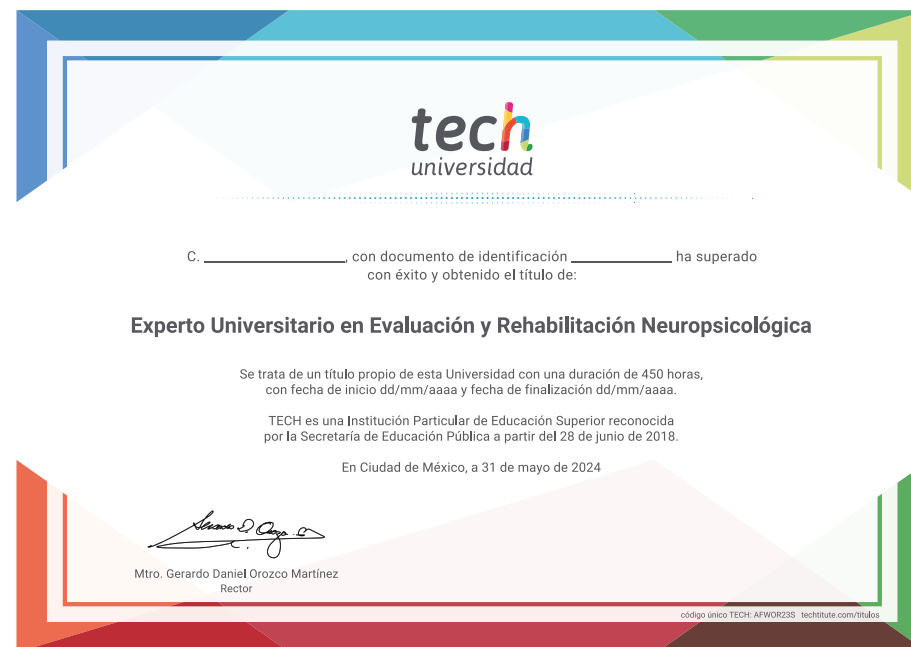 tech
universidad
C. ____________, con documento de identificación ____________ ha superado
con éxito y obtenido el título de:
Experto Universitario en Evaluación y Rehabilitación Neuropsicológica
Se trata de un título propio de esta Universidad con una duración de 450 horas,
con fecha de inicio dd/mm/aaaa y fecha de finalización dd/mm/aaaa.
TECH es una Institución Particular de Educación Superior reconocida
por la Secretaría de Educación Pública a partir del 28 de junio de 2018.
En Ciudad de México, a 31 de mayo de 2024
Mtro. Gerardo Daniel Orozco Martínez
Rector
código único TECH: AFWOR23S techtitute.com/titulos